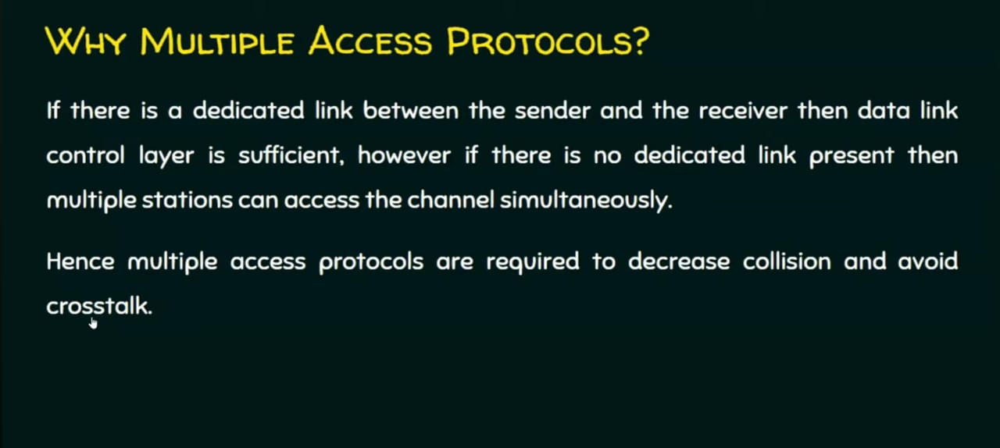 Why Multiple Access Protocols?
If there is a dedicated link between the sender and the receiver then data link
control layer is sufficient, however if there is no dedicated link present then
multiple stations can access the channel simultaneously.
Hence multiple access protocols are required to decrease collision and avoid
crosstalk.